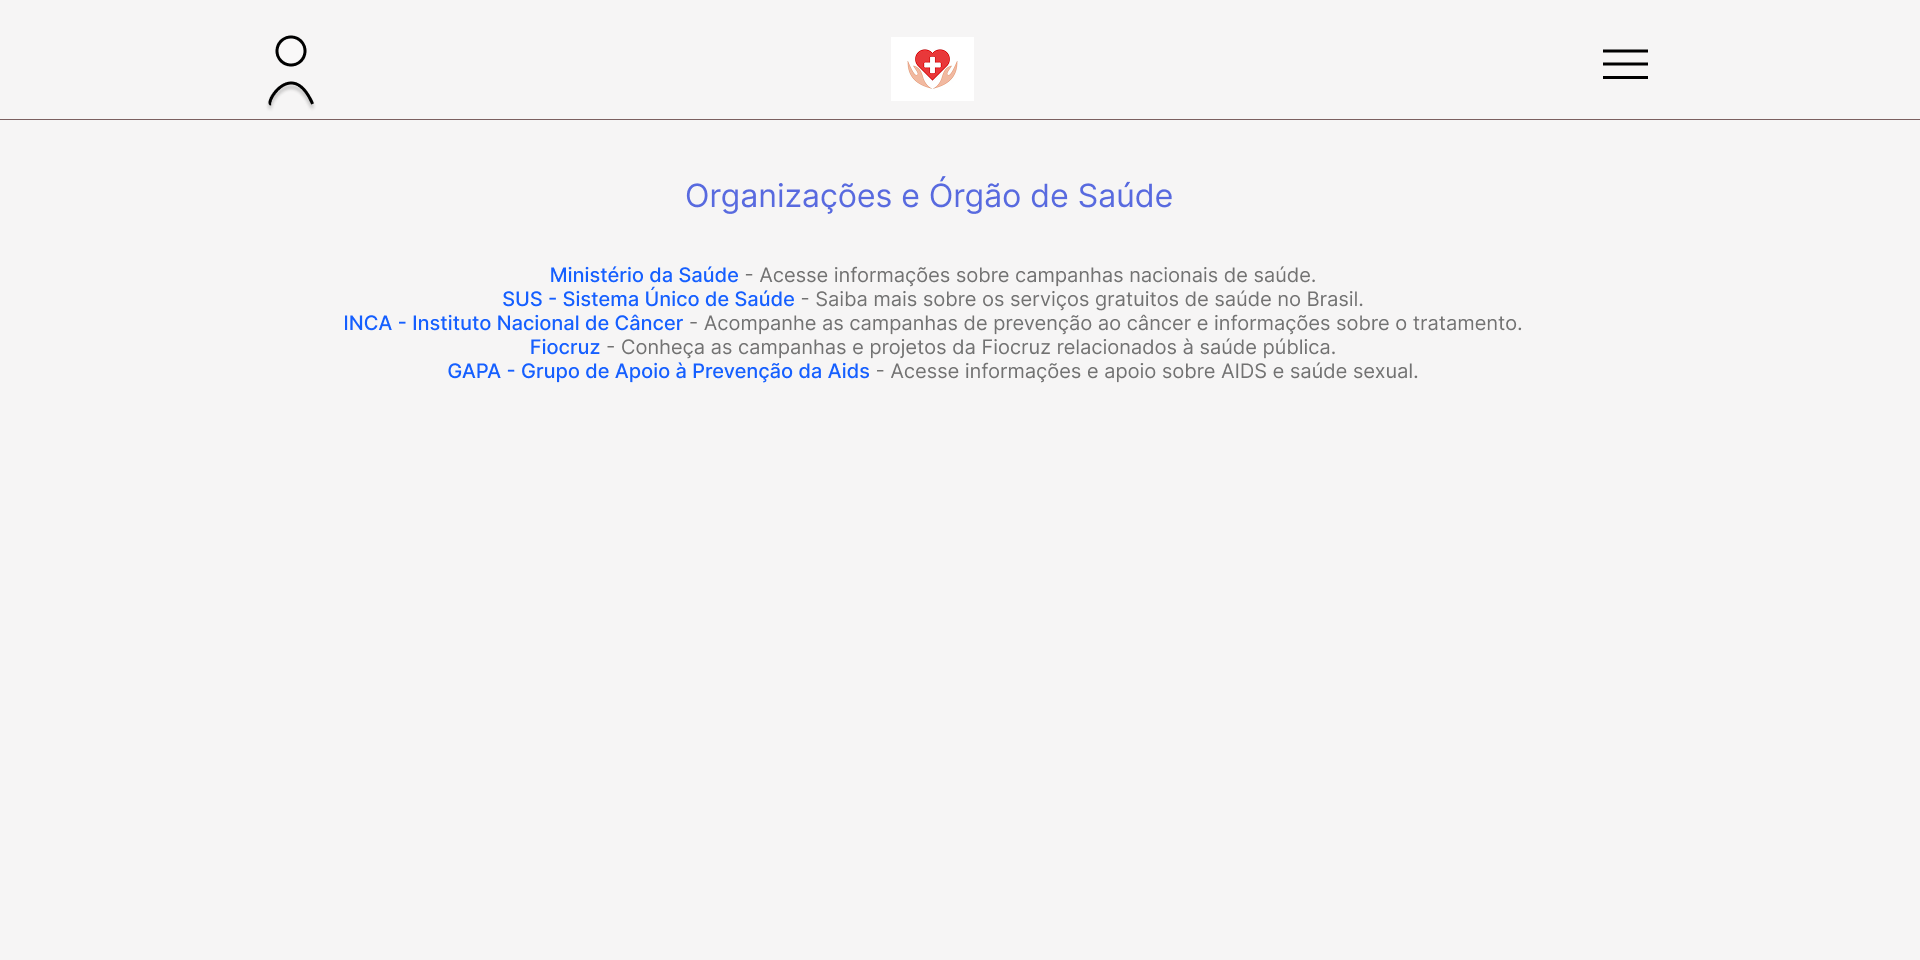 Organizações e Órgão de Saúde
Ministério da Saúde - Acesse informações sobre campanhas nacionais de saúde.
SUS - Sistema Único de Saúde - Saiba mais sobre os serviços gratuitos de saúde no Brasil.
INCA - Instituto Nacional de Câncer - Acompanhe as campanhas de prevenção ao câncer e informações sobre o tratamento.
Fiocruz - Conheça as campanhas e projetos da Fiocruz relacionados à saúde pública.
GAPA - Grupo de Apoio à Prevenção da Aids - Acesse informações e apoio sobre AIDS e saúde sexual.